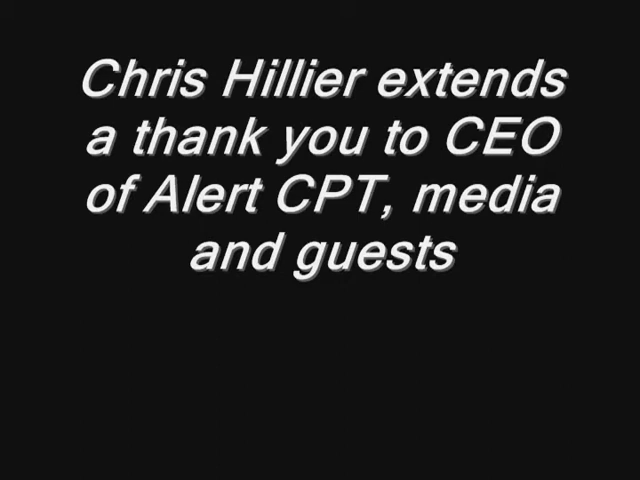 Chris Hillier extends
a thank you to CEO
of Alert CPT, media
and guests